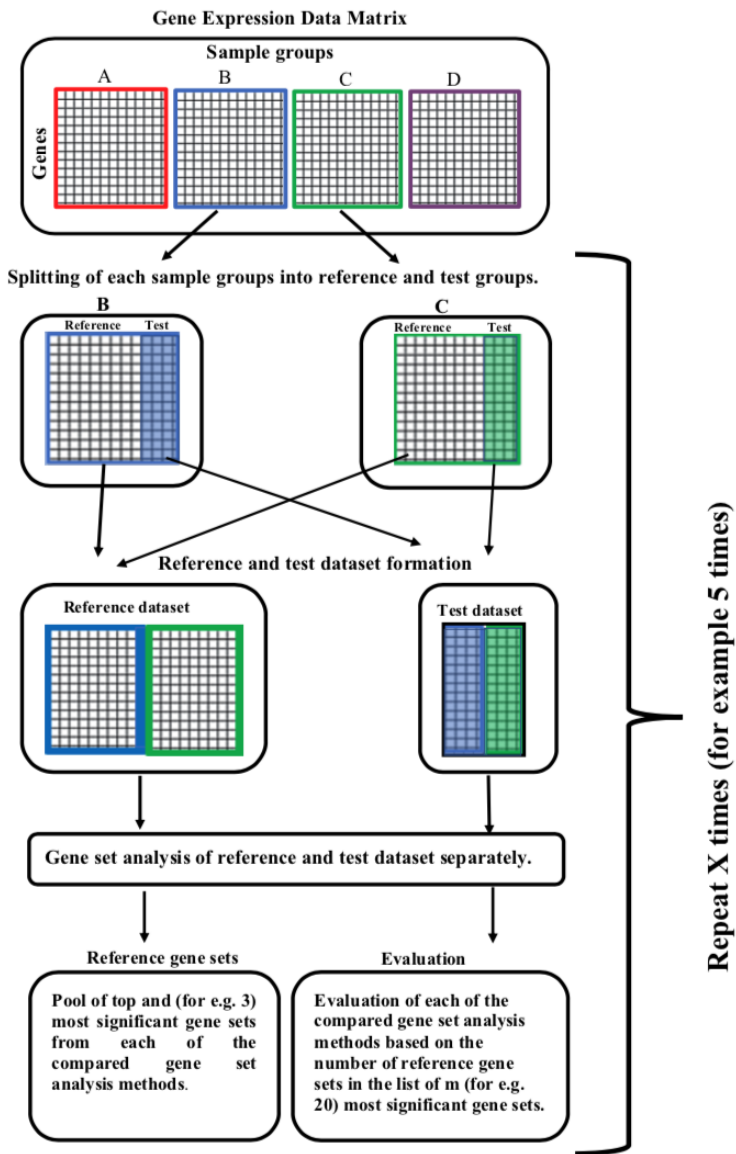 Gene Expression Data Matrix
Sample groups
A B C D
Genes
Splitting of each sample groups into reference and test groups.
B C
Reference Test Reference Test
Reference and test dataset formation
Reference dataset
Test dataset
Gene set analysis of reference and test dataset separately.
Reference gene sets
Pool of top and (for e.g. 3)
most significant gene sets
from each of the
compared gene set
analysis methods.
Evaluation
Evaluation of each of the
compared gene set analysis
methods based on the
number of reference gene
sets in the list of m (for e.g.
20) most significant gene sets.
Repeat X times (for example 5 times)